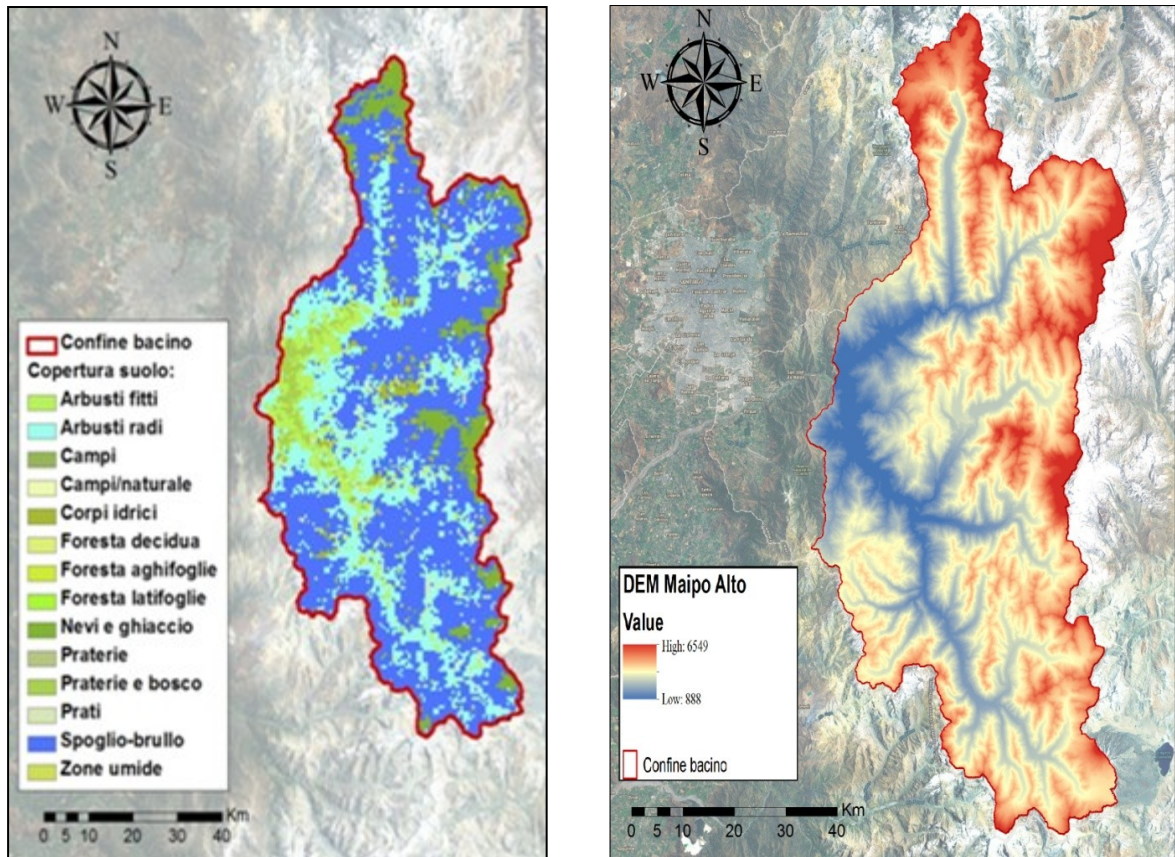 N
W
E
S
Confine bacino
Copertura suolo:
Arbusti fitti
Arbusti radi
Campi
Campi/naturale
Corpi idrici
Foresta decidua
Foresta aghifoglie
Foresta latifoglie
Nevi e ghiaccio
Praterie
Praterie e bosco
Prati
Spoglio-brullo
Zone umide
Km
0 5 10 20 30 40
N
W
E
S
DEM Maipo Alto
Value
High: 6549
Low: 888
Confine bacino
Km
0 5 10 20 30 40